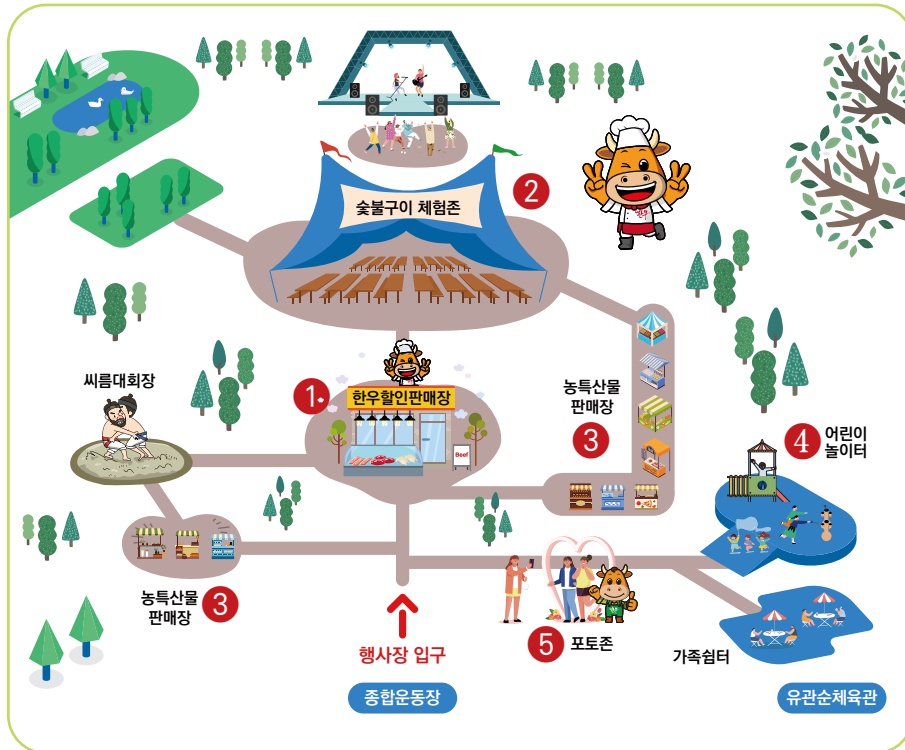 숯불구이 체험존
2
씨름대회장
1
한우할인판매장
Beef
농특산물
판매장
3
4
어린이
놀이터
농특산물
판매장
3
5
포토존
가족쉼터
행사장 입구
종합운동장
유관순체육관